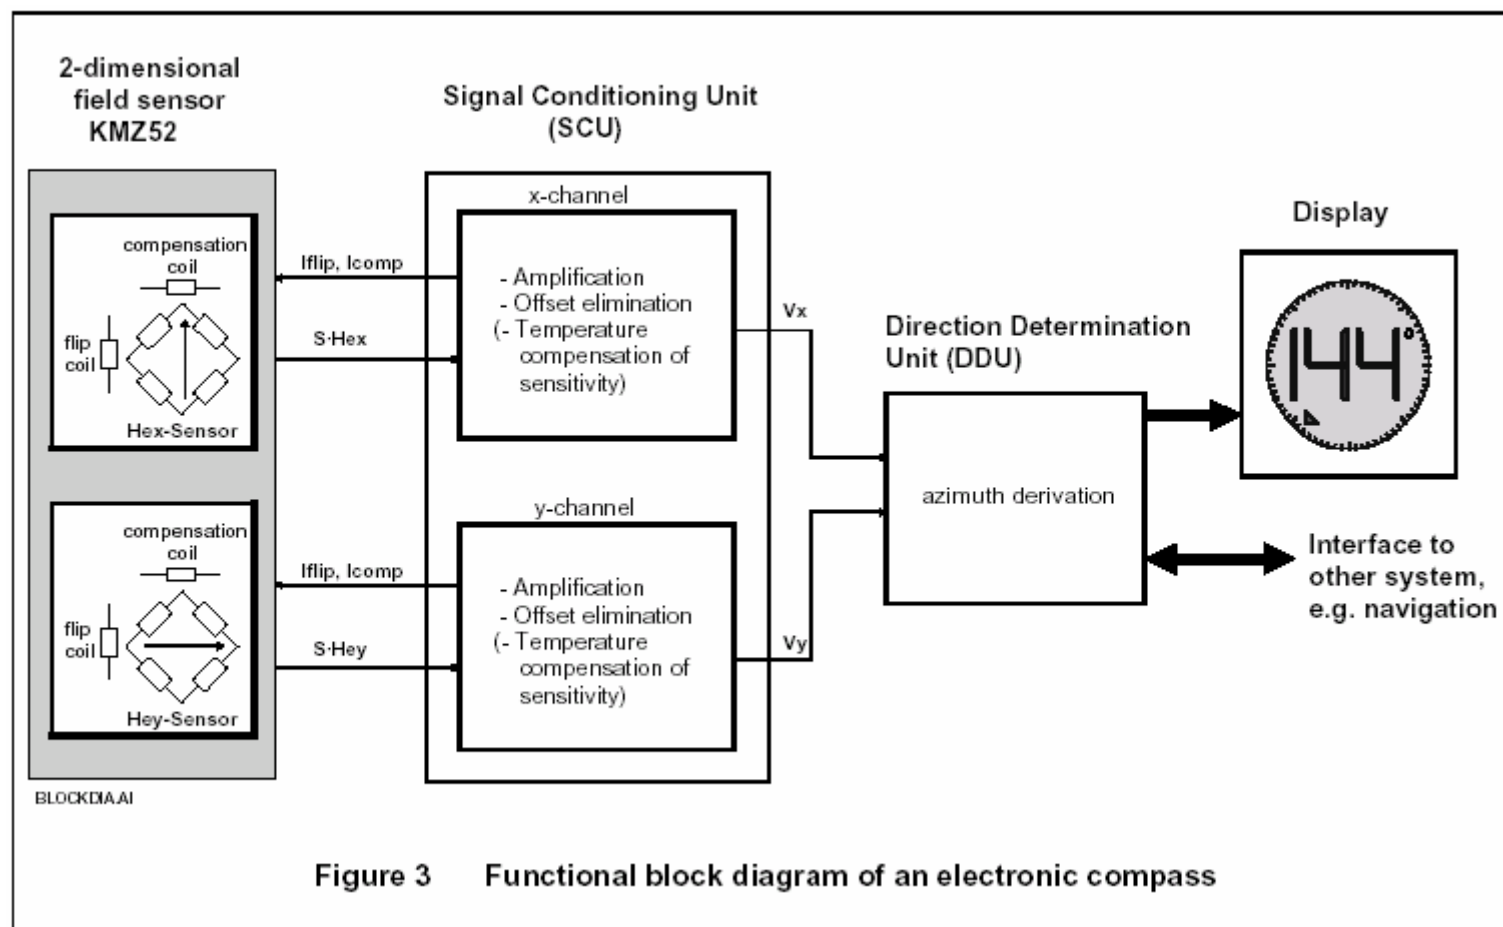 2-dimensional
field sensor
KMZ52
compensation
coil
flip
coil
Hex-Sensor
compensation
coil
flip
coil
Hey-Sensor
BLOCKDIA.AI
Iflip, Icomp
S·Hex
Iflip, Icomp
S·Hey
Signal Conditioning Unit
(SCU)
x-channel
- Amplification
- Offset elimination
(- Temperature
compensation of
sensitivity)
y-channel
- Amplification
- Offset elimination
(- Temperature
compensation of
sensitivity)
Vx
Vy
Direction Determination
Unit (DDU)
azimuth derivation
Display
144°
Interface to
other system,
e.g. navigation
Figure 3 Functional block diagram of an electronic compass